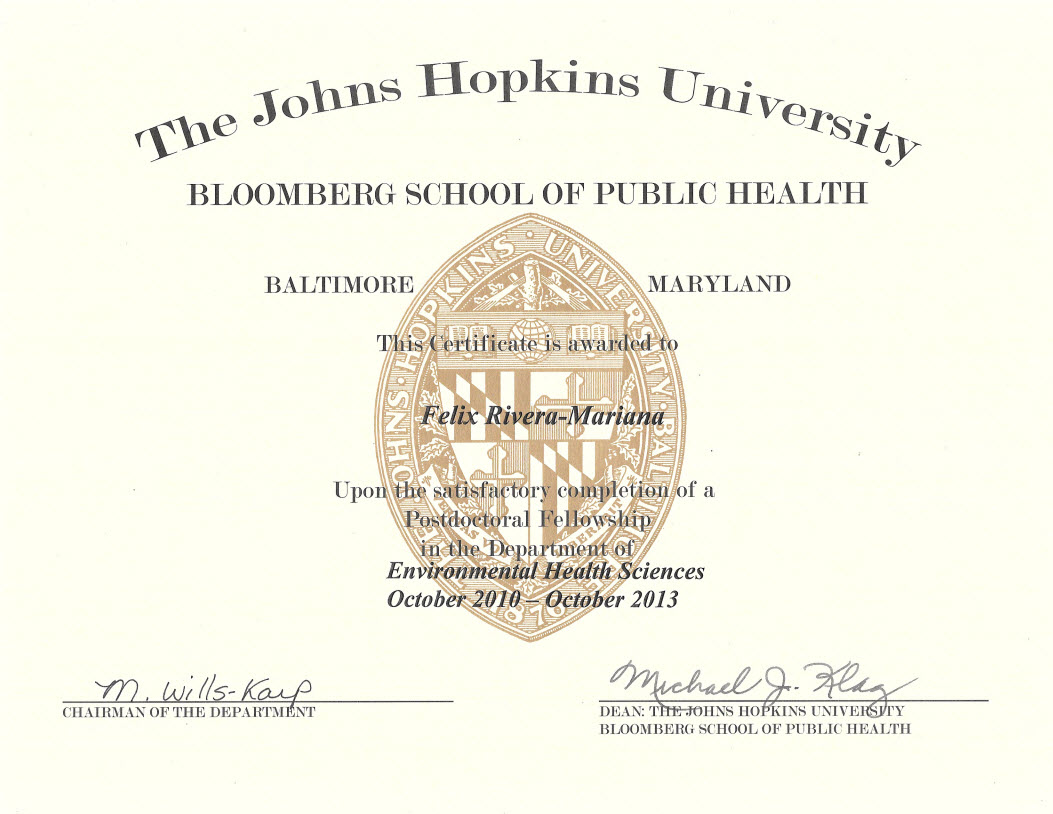 The Johns Hopkins University
BLOOMBERG SCHOOL OF PUBLIC HEALTH
BALTIMORE MARYLAND
This Certificate is awarded to
Felix Rivera-Mariana
Upon the satisfactory completion of a
Postdoctoral Fellowship
in the Department of
Environmental Health Sciences
October 2010 – October 2013
M. Wills-Karp
CHAIRMAN OF THE DEPARTMENT
Michael J. Klag
DEAN: THE JOHNS HOPKINS UNIVERSITY
BLOOMBERG SCHOOL OF PUBLIC HEALTH
JOHNS · HOPKINS · UNIVERSITY ·
1876